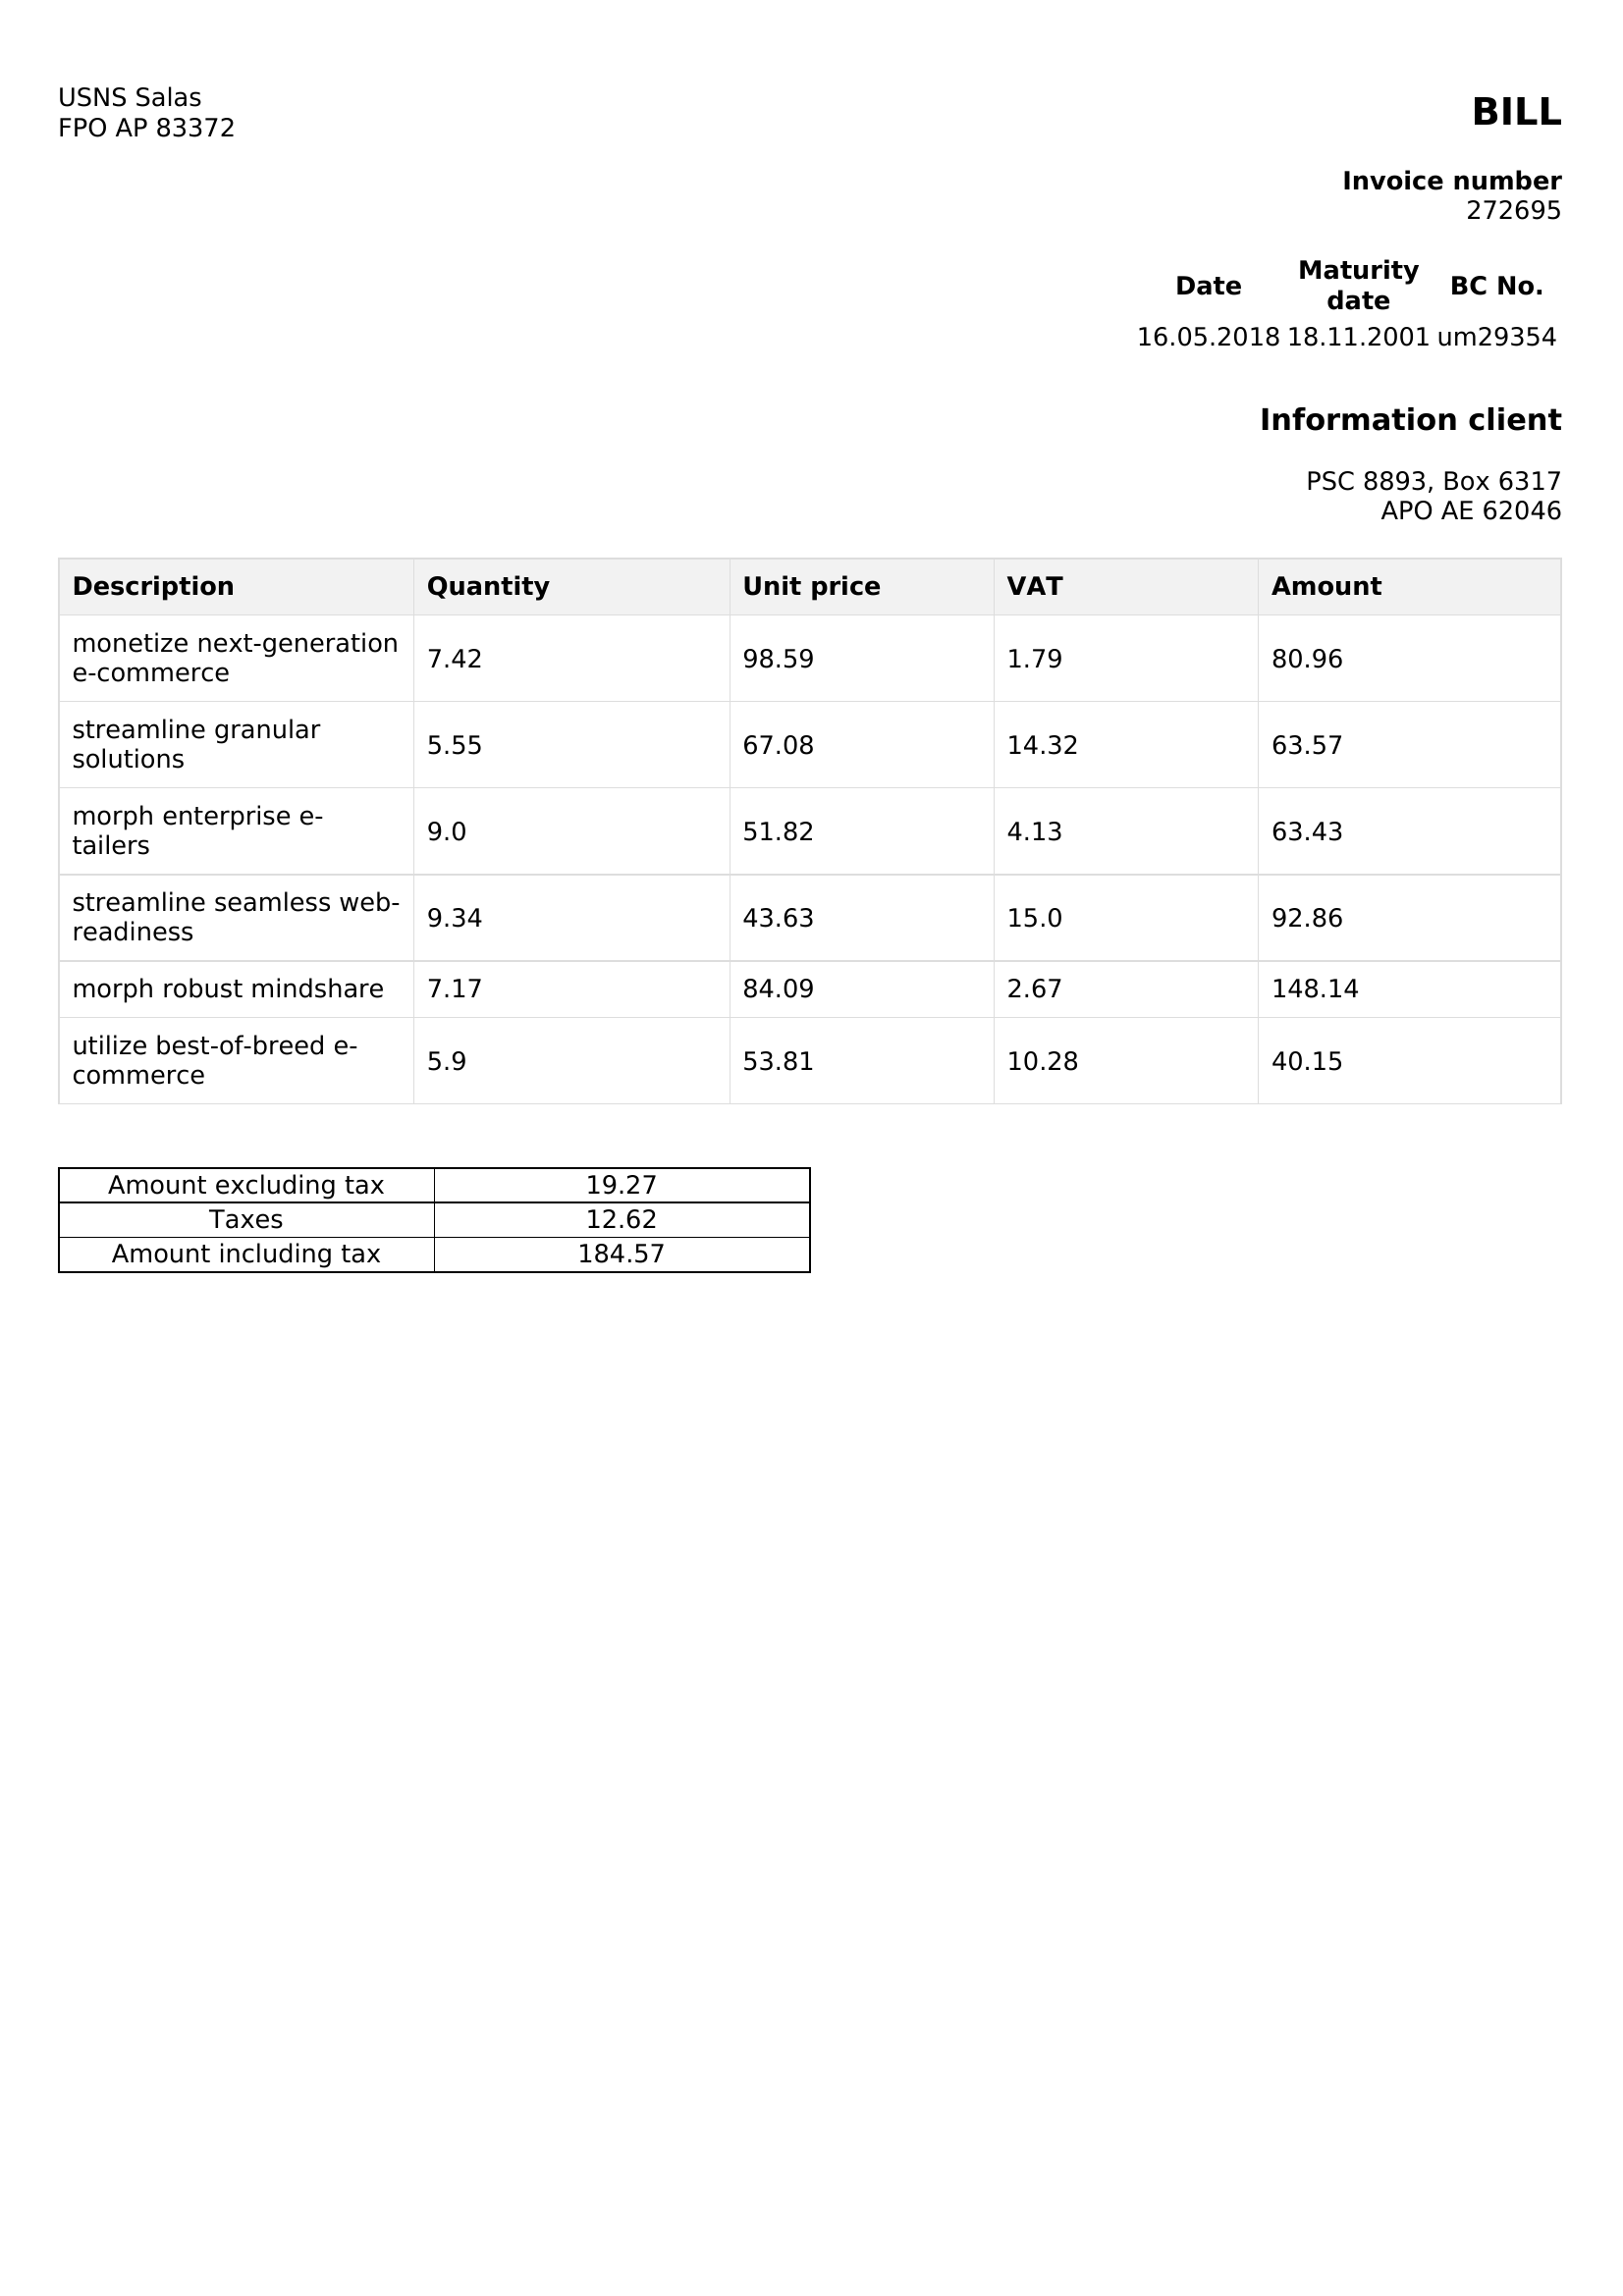 USNS Salas
FPO AP 83372
BILL
Invoice number
272695
Date Maturity date BC No.
16.05.2018 18.11.2001 um29354
Information client
PSC 8893, Box 6317
APO AE 62046
Description Quantity Unit price VAT Amount
monetize next-generation
e-commerce 7.42 98.59 1.79 80.96
streamline granular
solutions 5.55 67.08 14.32 63.57
morph enterprise e-
tailers 9.0 51.82 4.13 63.43
streamline seamless web-
readiness 9.34 43.63 15.0 92.86
morph robust mindshare 7.17 84.09 2.67 148.14
utilize best-of-breed e-
commerce 5.9 53.81 10.28 40.15
Amount excluding tax 19.27
Taxes 12.62
Amount including tax 184.57